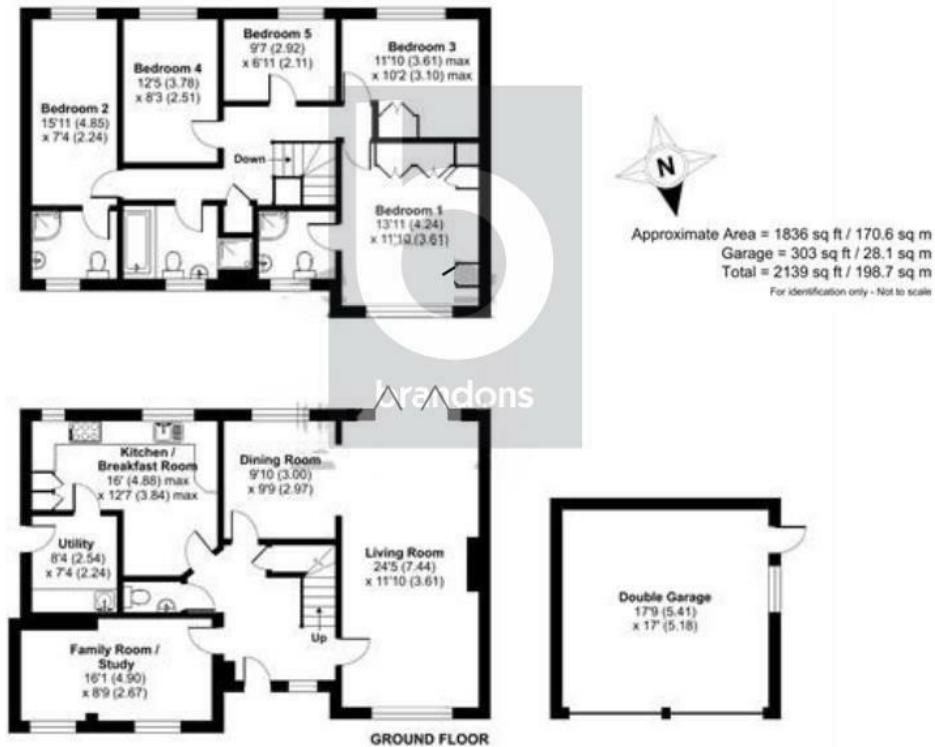 Bedroom 5
9'7 (2.92)
x 6'11 (2.11)
Bedroom 3
11'10 (3.61) max
x 10'2 (3.10) max
Bedroom 4
12'5 (3.78)
x 8'3 (2.51)
Bedroom 2
15'11 (4.85)
x 7'4 (2.24)
Down
Bedroom 1
13'11 (4.24)
x 11'10 (3.61)
N
Approximate Area = 1836 sq ft / 170.6 sq m
Garage = 303 sq ft / 28.1 sq m
Total = 2139 sq ft / 198.7 sq m
For identification only - Not to scale
brandons
Kitchen /
Breakfast Room
16' (4.88) max
x 12'7 (3.84) max
Dining Room
9'10 (3.00)
x 9'9 (2.97)
Utility
8'4 (2.54)
x 7'4 (2.24)
Living Room
24'5 (7.44)
x 11'10 (3.61)
Up
Double Garage
17'9 (5.41)
x 17' (5.18)
Family Room /
Study
16'1 (4.90)
x 8'9 (2.67)
GROUND FLOOR